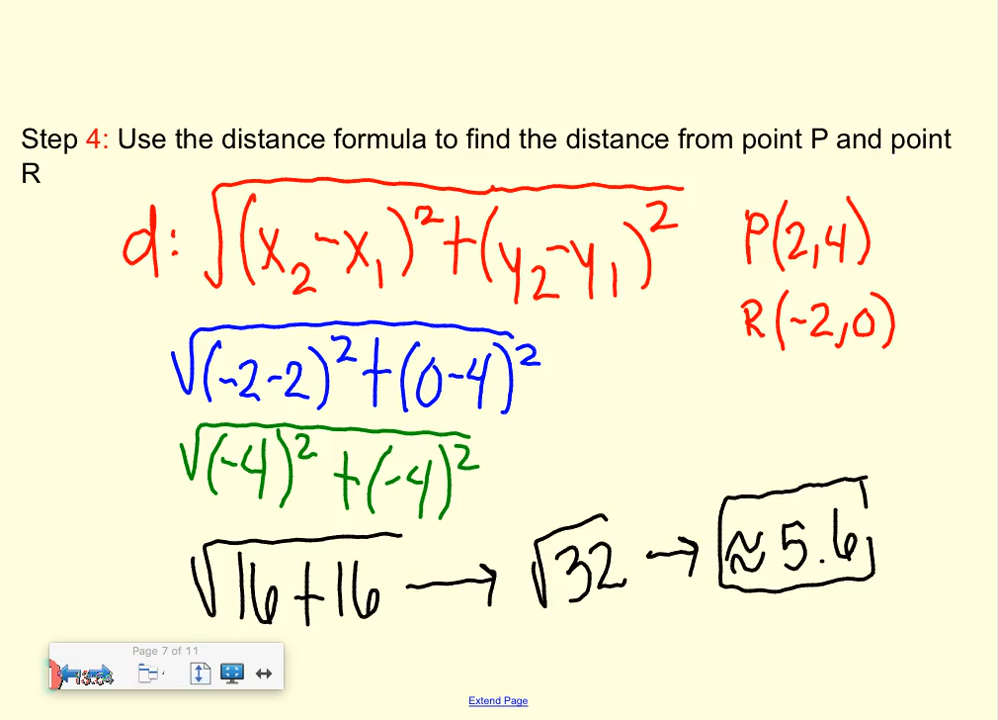 Step 4: Use the distance formula to find the distance from point P and point
R
d: √(x₂-x₁)²+(y₂-y₁)²
P(2,4)
R(-2,0)
√(-2-2)²+(0-4)²
√(-4)²+(-4)²
√16+16 → √32 → ≈5.6
Page 7 of 11
Extend Page